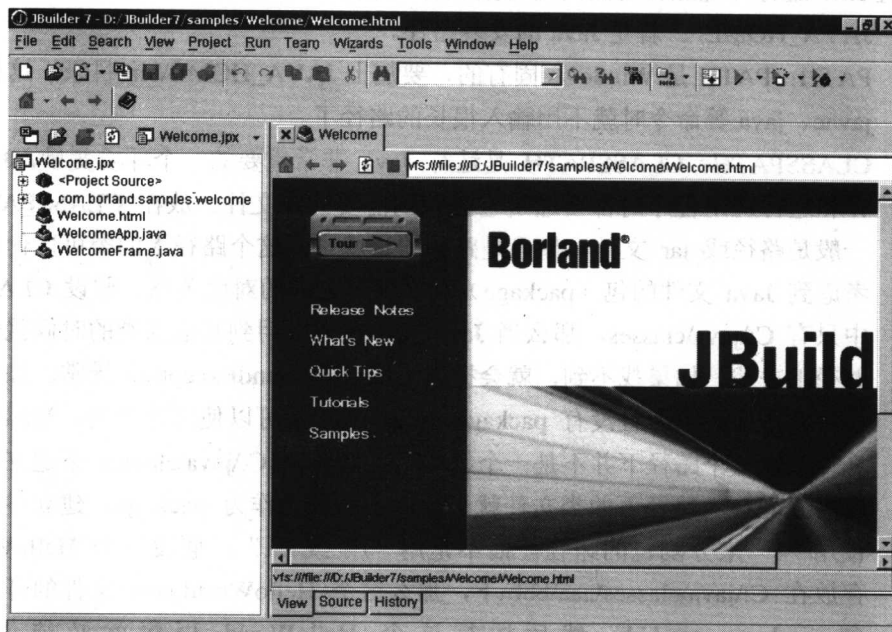 JBuilder 7 - D:/JBuilder7/samples/Welcome/Welcome.html
File Edit Search View Project Run Team Wizards Tools Window Help
Welcome.jpx
Welcome
Welcome.jpx
<Project Source>
com.borland.samples.welcome
Welcome.html
WelcomeApp.java
WelcomeFrame.java
vfs:///file:///D:/JBuilder7/samples/Welcome/Welcome.html
Tour
Borland®
Release Notes
What's New
Quick Tips
Tutorials
Samples
JBuild
vfs:///file:///D:/JBuilder7/samples/Welcome/Welcome.html
View Source History